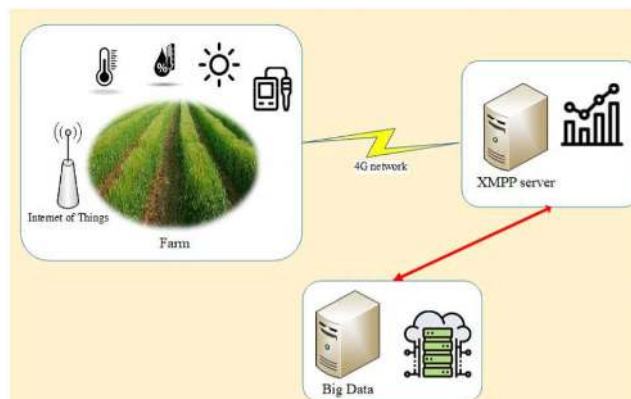 %
Internet of Things
Farm
4G network
XMPP server
Big Data